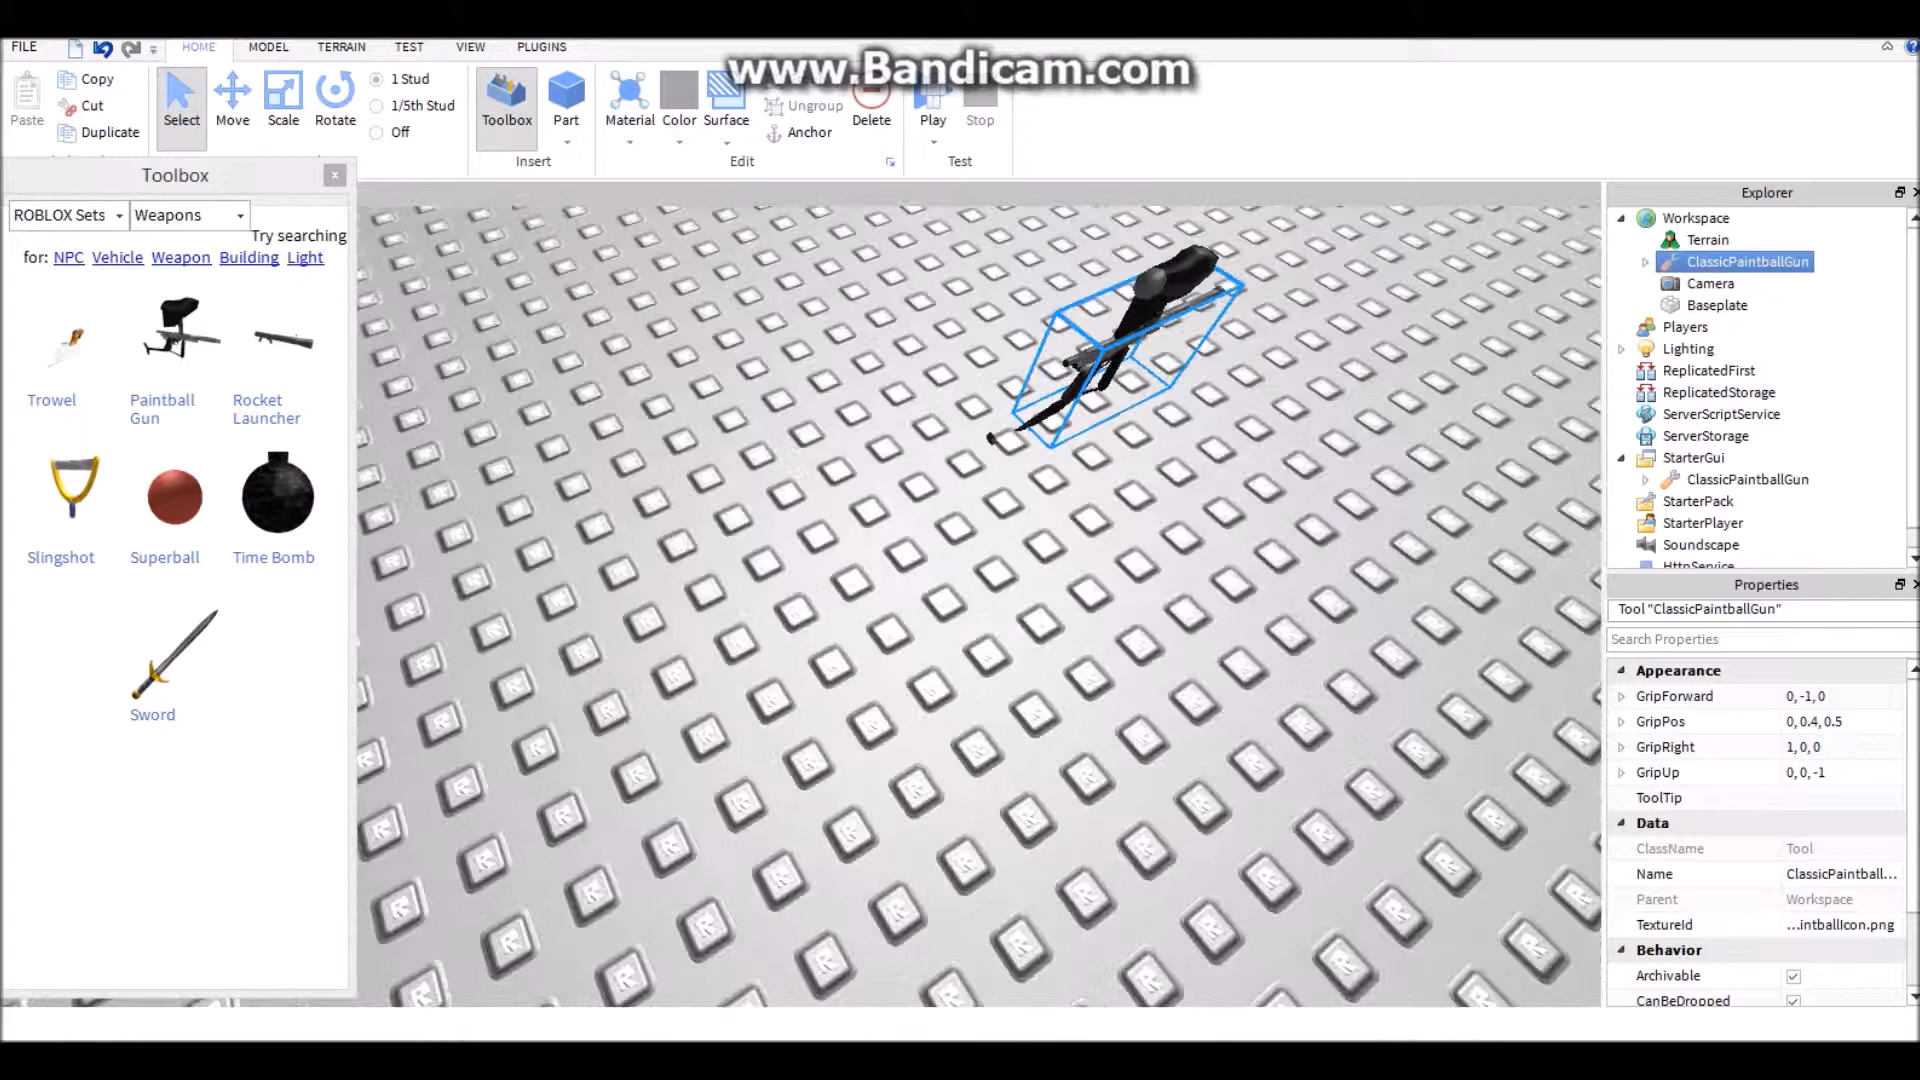 www.Bandicam.com
FILE
HOME
MODEL
TERRAIN
TEST
VIEW
PLUGINS
Paste
Copy
Cut
Duplicate
Select
Move
Scale
Rotate
1 Stud
1/5th Stud
Off
Toolbox
Part
Insert
Material
Color
Surface
Ungroup
Anchor
Delete
Edit
Play
Stop
Test
Toolbox
ROBLOX Sets
Weapons
Try searching
for: NPC Vehicle Weapon Building Light
Trowel
Paintball
Gun
Rocket
Launcher
Slingshot
Superball
Time Bomb
Sword
Explorer
Workspace
Terrain
ClassicPaintballGun
Camera
Baseplate
Players
Lighting
ReplicatedFirst
ReplicatedStorage
ServerScriptService
ServerStorage
StarterGui
ClassicPaintballGun
StarterPack
StarterPlayer
Soundscape
HttpService
Properties
Tool "ClassicPaintballGun"
Search Properties
Appearance
GripForward 0, -1, 0
GripPos 0, 0.4, 0.5
GripRight 1, 0, 0
GripUp 0, 0, -1
ToolTip
Data
ClassName Tool
Name ClassicPaintball...
Parent Workspace
TextureId ...intballIcon.png
Behavior
Archivable
CanBeDropped